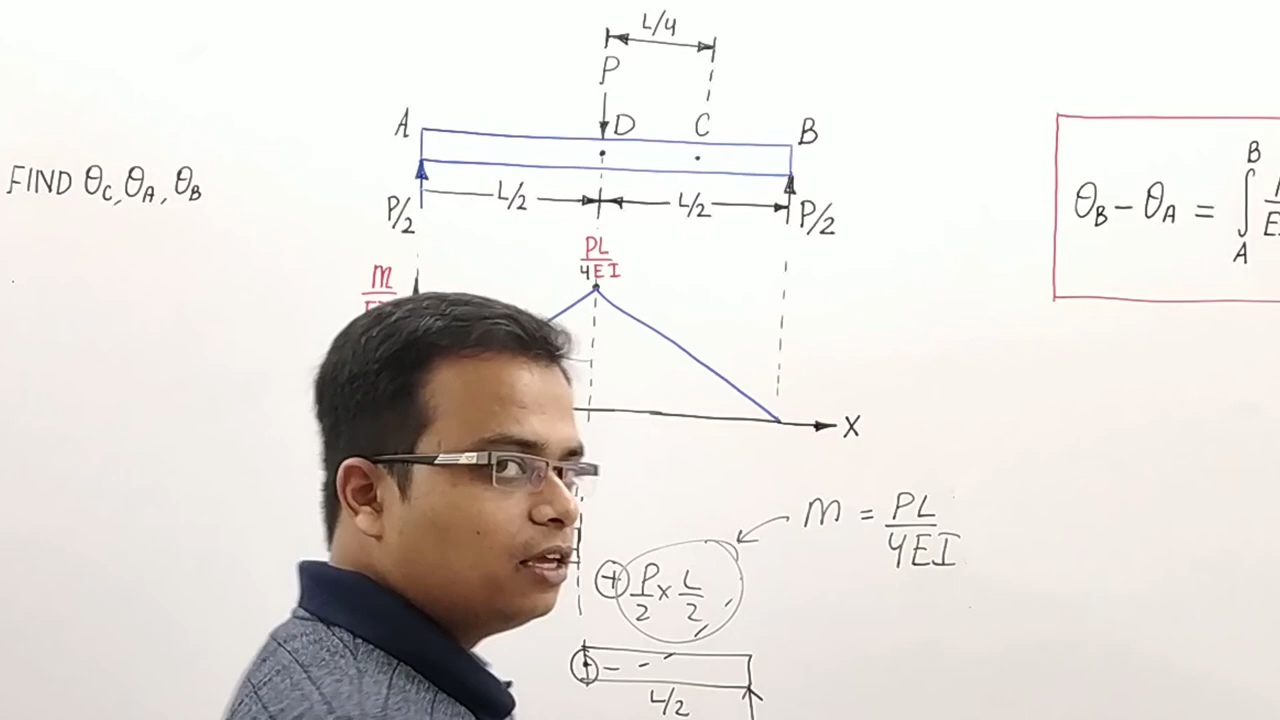 L/4
P
A
D
C
B
FIND θC, θA, θB
L/2
L/2
P/2
P/2
B
θB - θA = ∫
A
PL
4EI
M
X
M = PL
4EI
+ P/2 × L/2
L/2